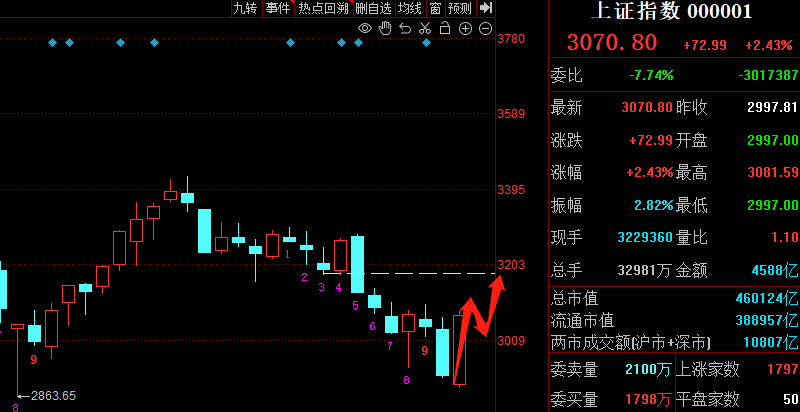 九转 事件 热点回溯 删自选 均线 窗 预测
3780
3589
3395
3203
3009
1
2
3
4
5
6
7
8
9
9
8
2863.65
上证指数 000001
3070.80 +72.99 +2.43%
委比 -7.74% -3017387
最新 3070.80 昨收 2997.81
涨跌 +72.99 开盘 2997.00
涨幅 +2.43% 最高 3081.59
振幅 2.82% 最低 2997.00
现手 3229360 量比 1.10
总手 32981万 金额 4588亿
总市值 460124亿
流通市值 388957亿
两市成交额(沪市+深市) 10807亿
委卖量 2100万 上涨家数 1797
委买量 1798万 平盘家数 50